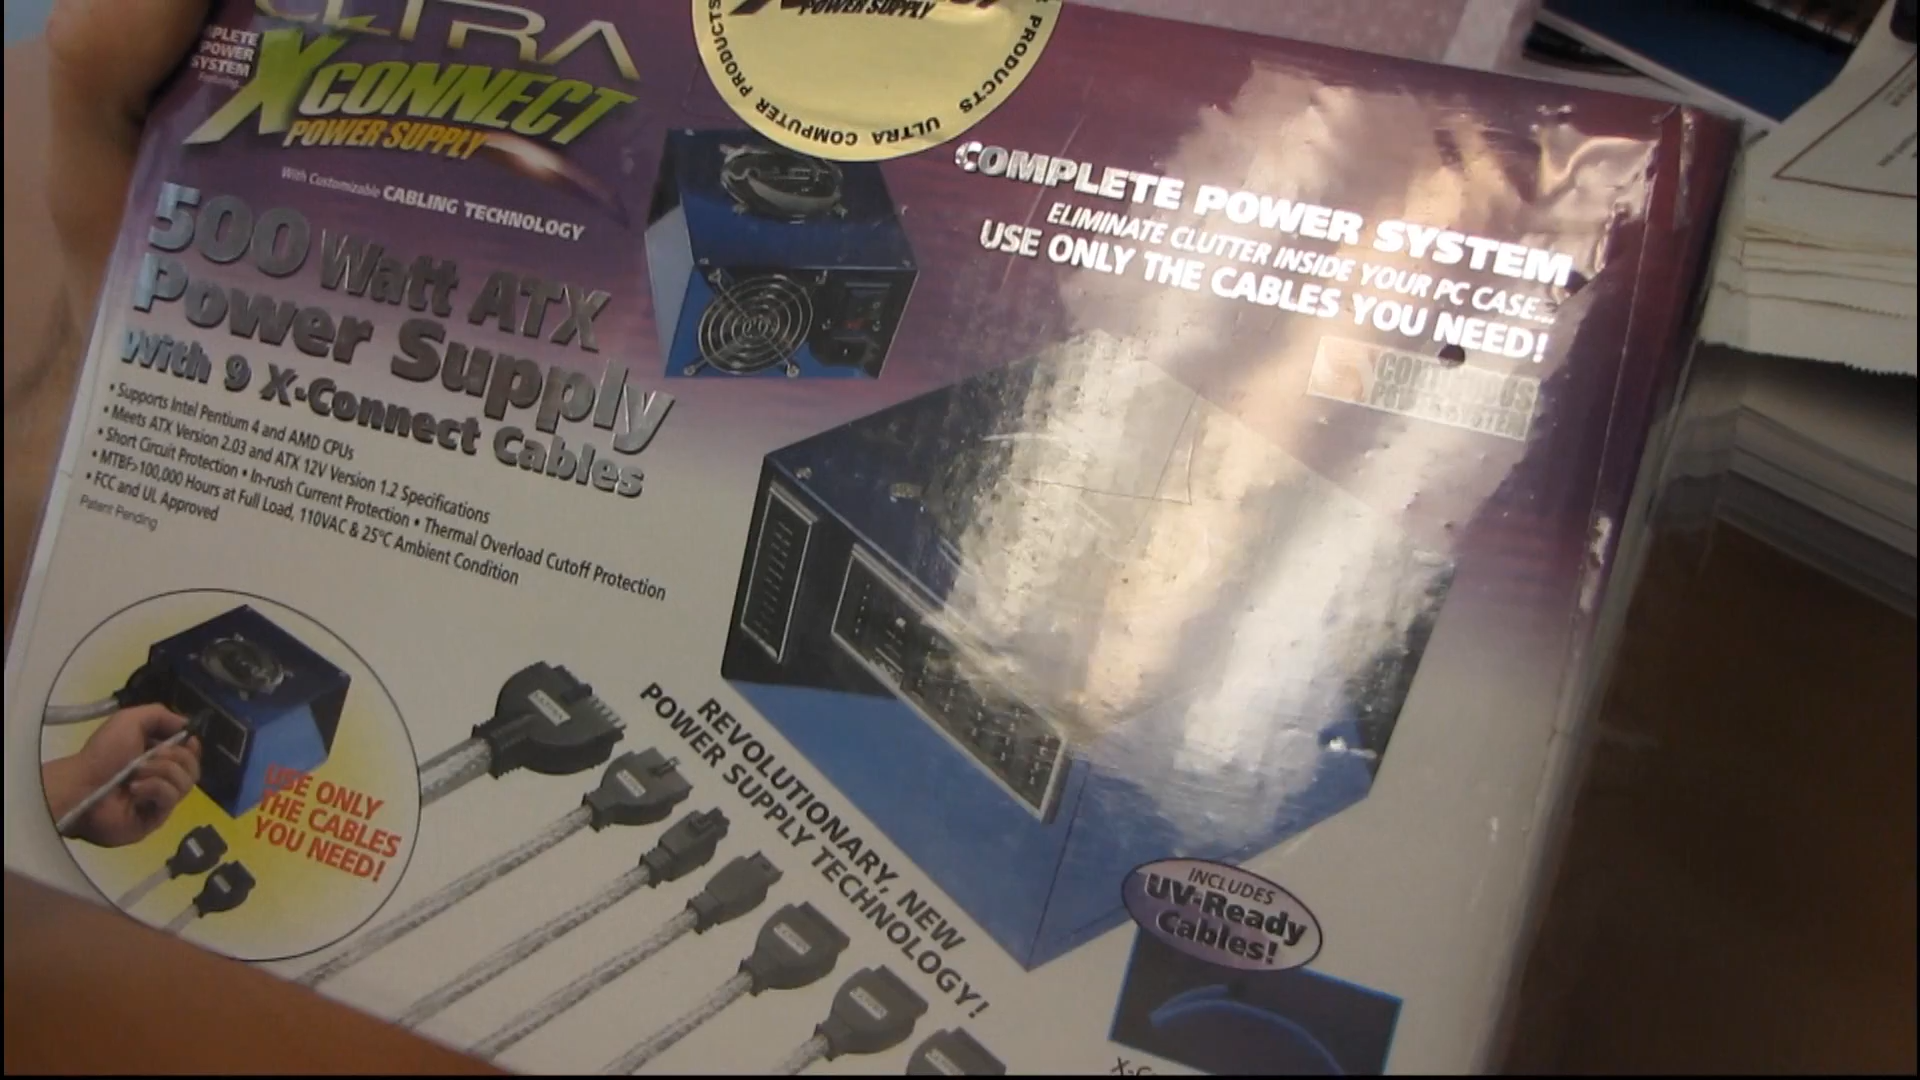 ULTRA
COMPLETE
POWER
SYSTEM
Featuring
XCONNECT
POWER SUPPLY
With Customizable CABLING TECHNOLOGY
500 Watt ATX
Power Supply
With 9 X-Connect Cables
• Supports Intel Pentium 4 and AMD CPUs
• Meets ATX Version 2.03 and ATX 12V Version 1.2 Specifications
• Short Circuit Protection • In-rush Current Protection • Thermal Overload Cutoff Protection
• MTBF>100,000 Hours at Full Load, 110VAC & 25°C Ambient Condition
• FCC and UL Approved
Patent Pending
POWER SUPPLY
PRODUCTS ULTRA COMPUTER PRODUCTS
COMPLETE POWER SYSTEM
ELIMINATE CLUTTER INSIDE YOUR PC CASE...
USE ONLY THE CABLES YOU NEED!
USE ONLY
THE CABLES
YOU NEED!
REVOLUTIONARY, NEW
POWER SUPPLY TECHNOLOGY!
INCLUDES
UV-Ready
Cables!